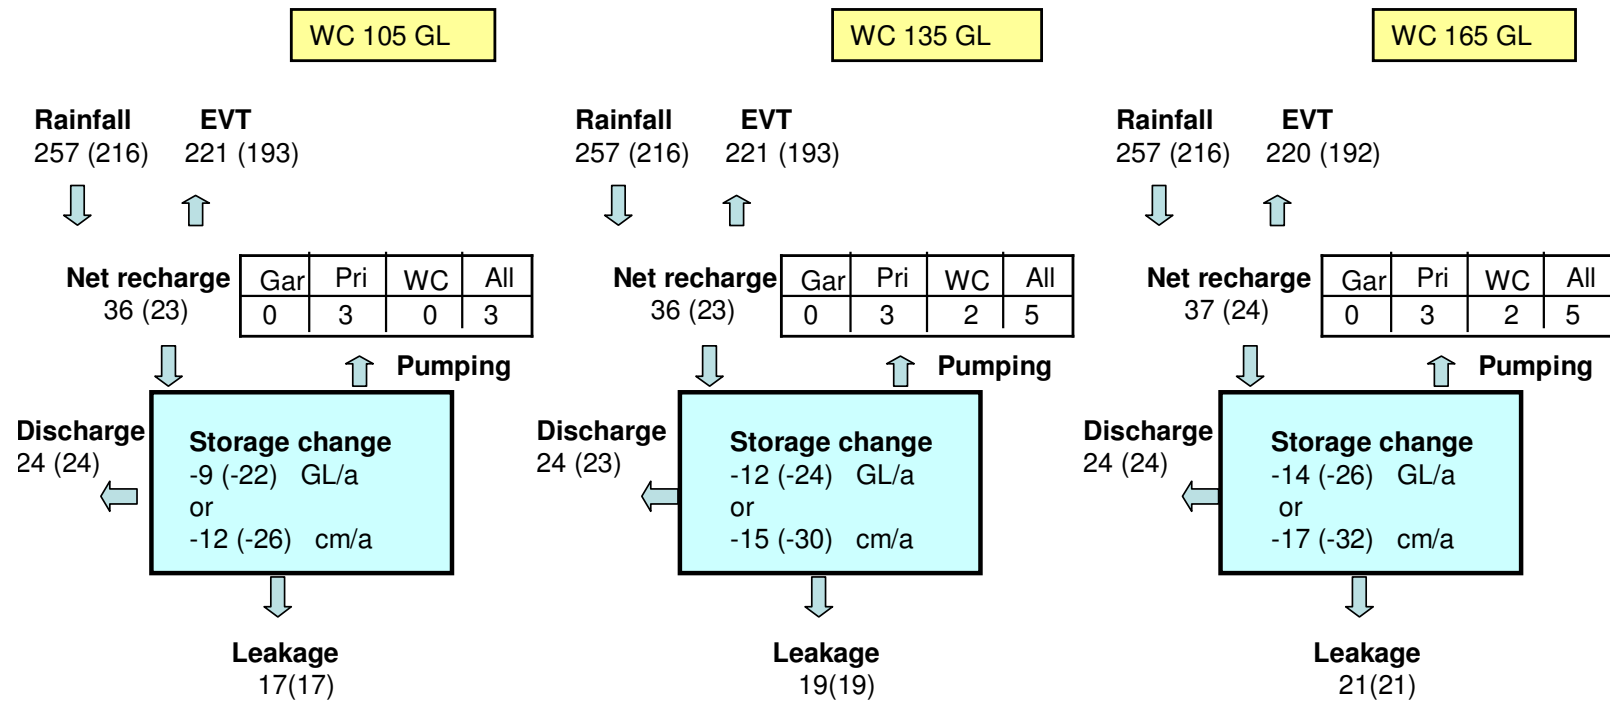 WC 105 GL
Rainfall EVT
257 (216) 221 (193)
Net recharge
36 (23)
Gar Pri WC All
0 3 0 3
Pumping
Discharge
24 (24)
Storage change
-9 (-22) GL/a
or
-12 (-26) cm/a
Leakage
17(17)
WC 135 GL
Rainfall EVT
257 (216) 221 (193)
Net recharge
36 (23)
Gar Pri WC All
0 3 2 5
Pumping
Discharge
24 (23)
Storage change
-12 (-24) GL/a
or
-15 (-30) cm/a
Leakage
19(19)
WC 165 GL
Rainfall EVT
257 (216) 220 (192)
Net recharge
37 (24)
Gar Pri WC All
0 3 2 5
Pumping
Discharge
24 (24)
Storage change
-14 (-26) GL/a
or
-17 (-32) cm/a
Leakage
21(21)